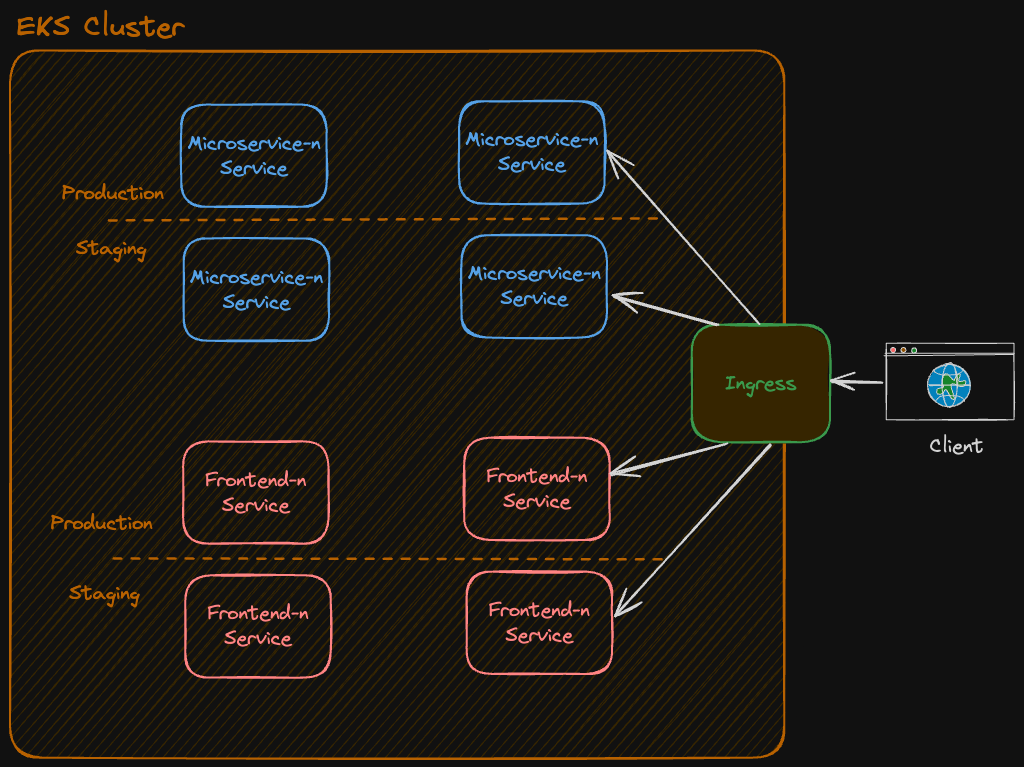 EKS Cluster
Microservice-n
Service
Microservice-n
Service
Production
Staging
Microservice-n
Service
Microservice-n
Service
Ingress
Client
Frontend-n
Service
Frontend-n
Service
Production
Staging
Frontend-n
Service
Frontend-n
Service